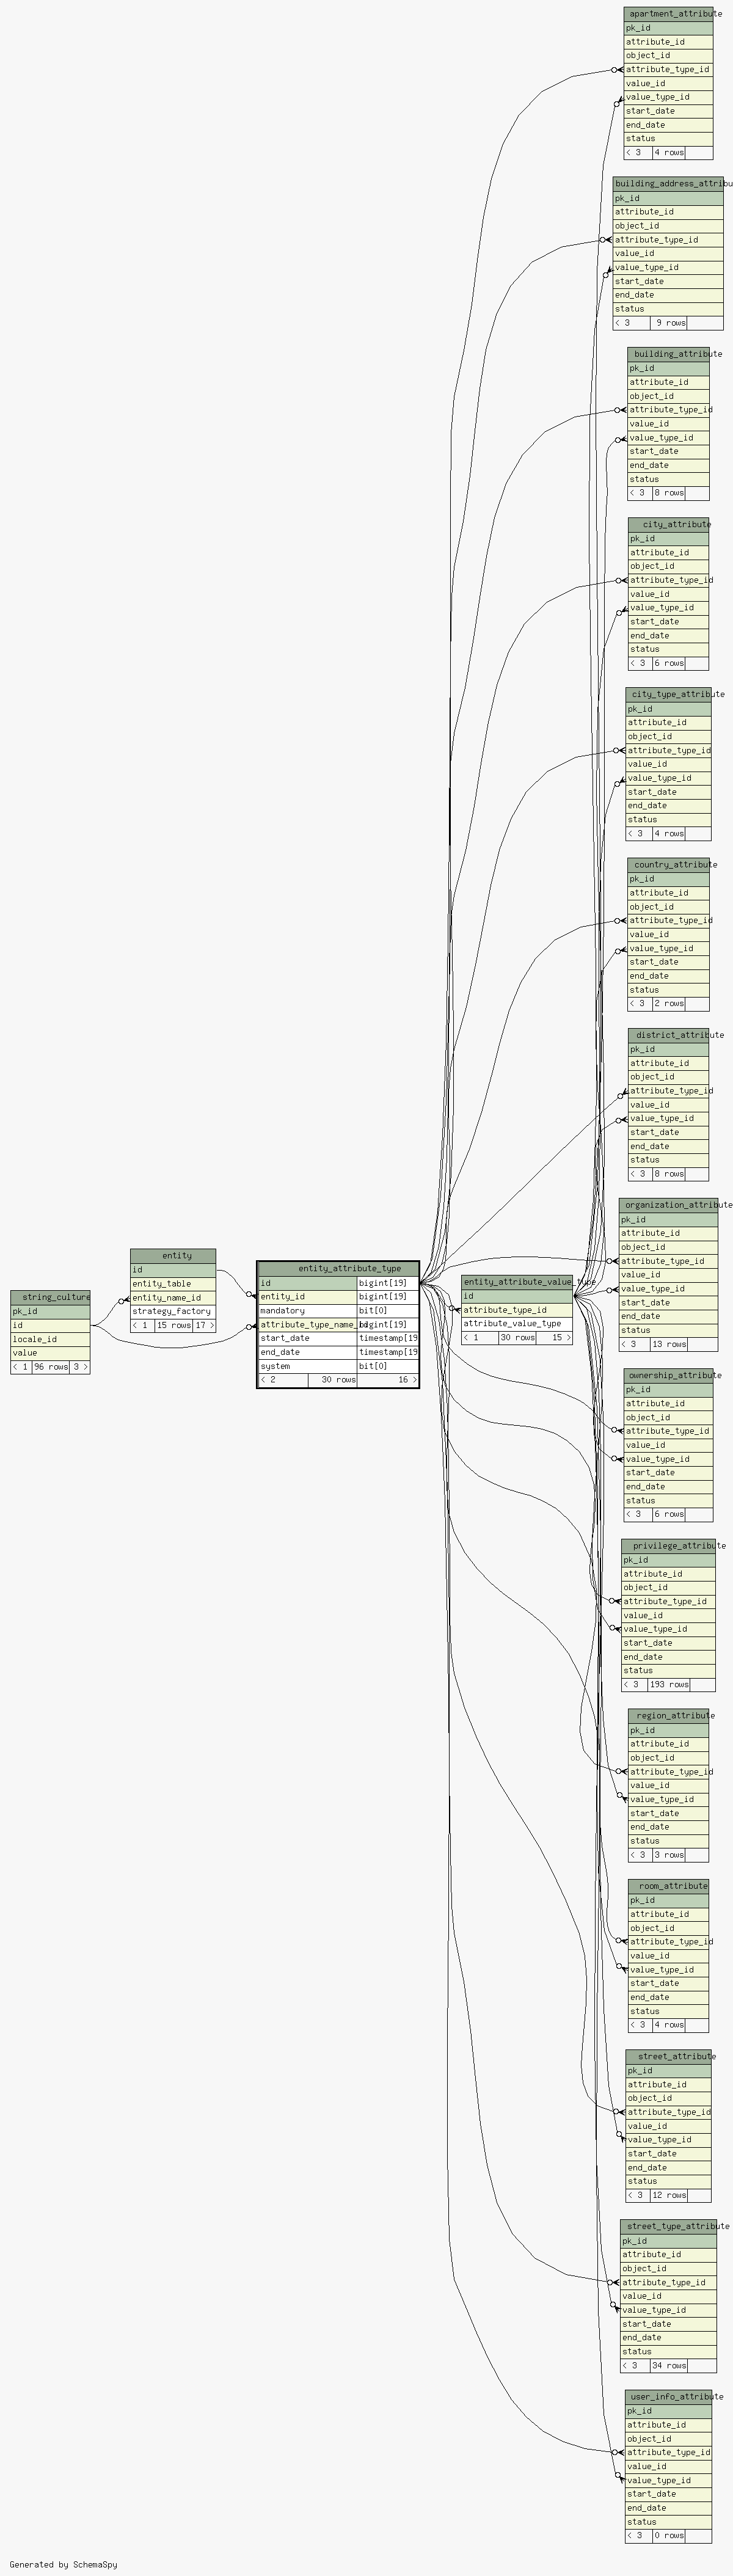 apartment_attribute
pk_id
attribute_id
object_id
attribute_type_id
value_id
value_type_id
start_date
end_date
status
< 3 4 rows
building_address_attribu
pk_id
attribute_id
object_id
attribute_type_id
value_id
value_type_id
start_date
end_date
status
< 3 9 rows
building_attribute
pk_id
attribute_id
object_id
attribute_type_id
value_id
value_type_id
start_date
end_date
status
< 3 8 rows
city_attribute
pk_id
attribute_id
object_id
attribute_type_id
value_id
value_type_id
start_date
end_date
status
< 3 6 rows
city_type_attribute
pk_id
attribute_id
object_id
attribute_type_id
value_id
value_type_id
start_date
end_date
status
< 3 4 rows
country_attribute
pk_id
attribute_id
object_id
attribute_type_id
value_id
value_type_id
start_date
end_date
status
< 3 2 rows
district_attribute
pk_id
attribute_id
object_id
attribute_type_id
value_id
value_type_id
start_date
end_date
status
< 3 8 rows
string_culture
pk_id
id
locale_id
value
< 1 96 rows 3 >
entity
id
entity_table
entity_name_id
strategy_factory
< 1 15 rows 17 >
entity_attribute_type
id bigint[19]
entity_id bigint[19]
mandatory bit[0]
attribute_type_name_id bigint[19]
start_date timestamp[19
end_date timestamp[19
system bit[0]
< 2 30 rows 16 >
entity_attribute_value_type
id
attribute_type_id
attribute_value_type
< 1 30 rows 15 >
organization_attribute
pk_id
attribute_id
object_id
attribute_type_id
value_id
value_type_id
start_date
end_date
status
< 3 13 rows
ownership_attribute
pk_id
attribute_id
object_id
attribute_type_id
value_id
value_type_id
start_date
end_date
status
< 3 6 rows
privilege_attribute
pk_id
attribute_id
object_id
attribute_type_id
value_id
value_type_id
start_date
end_date
status
< 3 193 rows
region_attribute
pk_id
attribute_id
object_id
attribute_type_id
value_id
value_type_id
start_date
end_date
status
< 3 3 rows
room_attribute
pk_id
attribute_id
object_id
attribute_type_id
value_id
value_type_id
start_date
end_date
status
< 3 4 rows
street_attribute
pk_id
attribute_id
object_id
attribute_type_id
value_id
value_type_id
start_date
end_date
status
< 3 12 rows
street_type_attribute
pk_id
attribute_id
object_id
attribute_type_id
value_id
value_type_id
start_date
end_date
status
< 3 34 rows
user_info_attribute
pk_id
attribute_id
object_id
attribute_type_id
value_id
value_type_id
start_date
end_date
status
< 3 0 rows
Generated by SchemaSpy